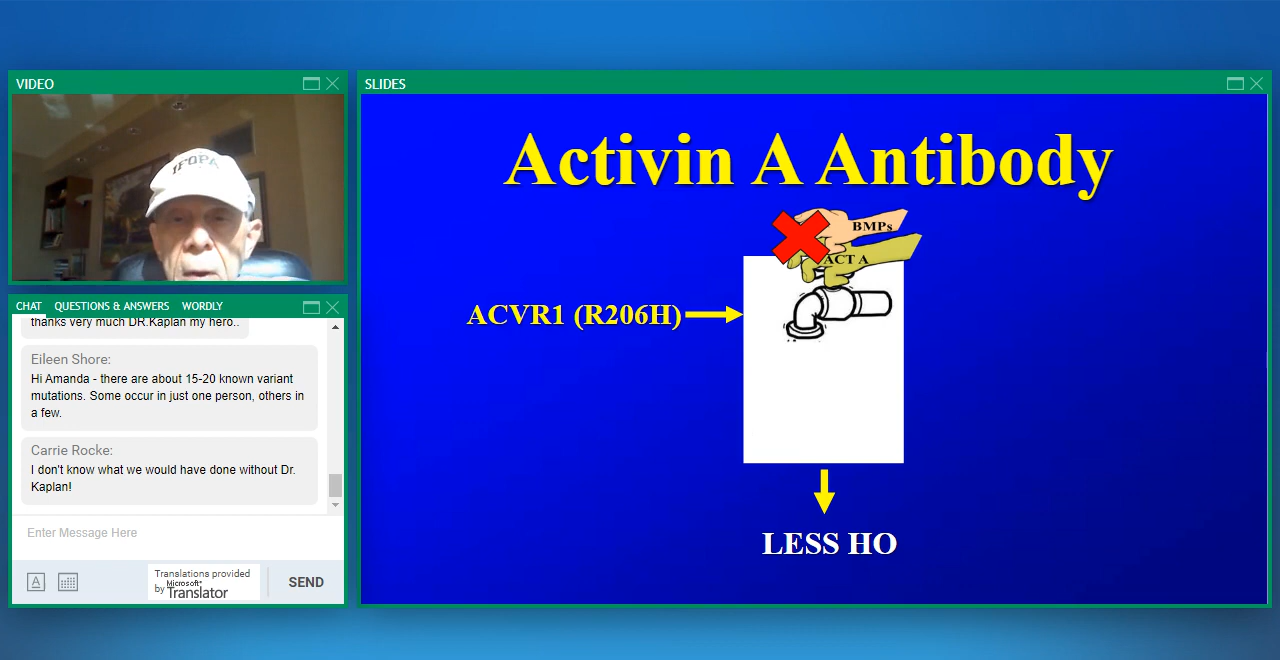 VIDEO
IFOPA
CHAT QUESTIONS & ANSWERS WORDLY
thanks very much DR.Kaplan my hero..
Eileen Shore:
Hi Amanda - there are about 15-20 known variant
mutations. Some occur in just one person, others in
a few.
Carrie Rocke:
I don't know what we would have done without Dr.
Kaplan!
Enter Message Here
A
Translations provided
by Microsoft®
Translator
SEND
SLIDES
Activin A Antibody
BMPs
ACT A
ACVR1 (R206H)
LESS HO